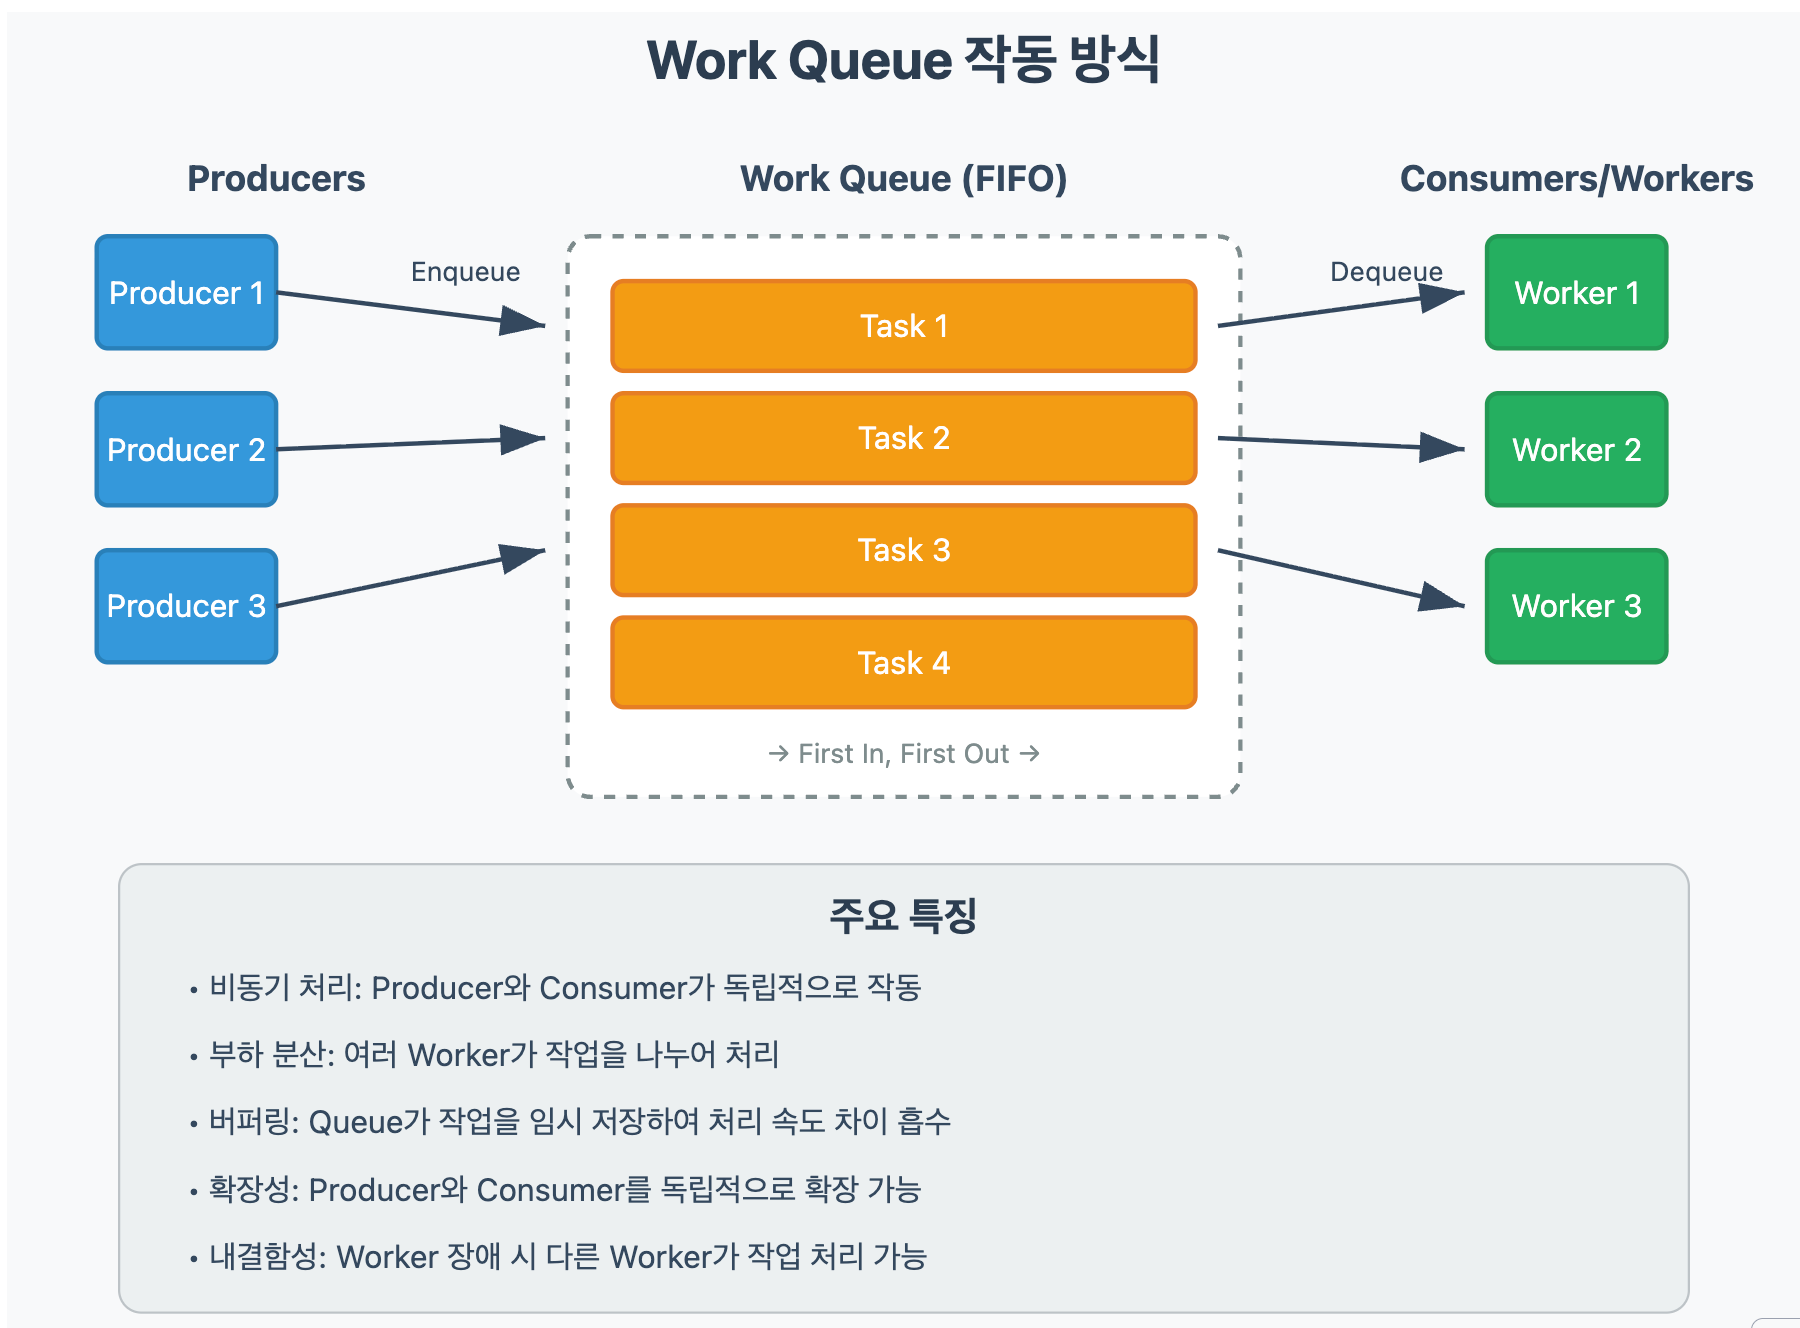 Work Queue 작동 방식
Producers
Work Queue (FIFO)
Consumers/Workers
Producer 1
Enqueue
Task 1
Dequeue
Worker 1
Producer 2
Task 2
Worker 2
Producer 3
Task 3
Worker 3
Task 4
→ First In, First Out →
주요 특징
• 비동기 처리: Producer와 Consumer가 독립적으로 작동
• 부하 분산: 여러 Worker가 작업을 나누어 처리
• 버퍼링: Queue가 작업을 임시 저장하여 처리 속도 차이 흡수
• 확장성: Producer와 Consumer를 독립적으로 확장 가능
• 내결함성: Worker 장애 시 다른 Worker가 작업 처리 가능